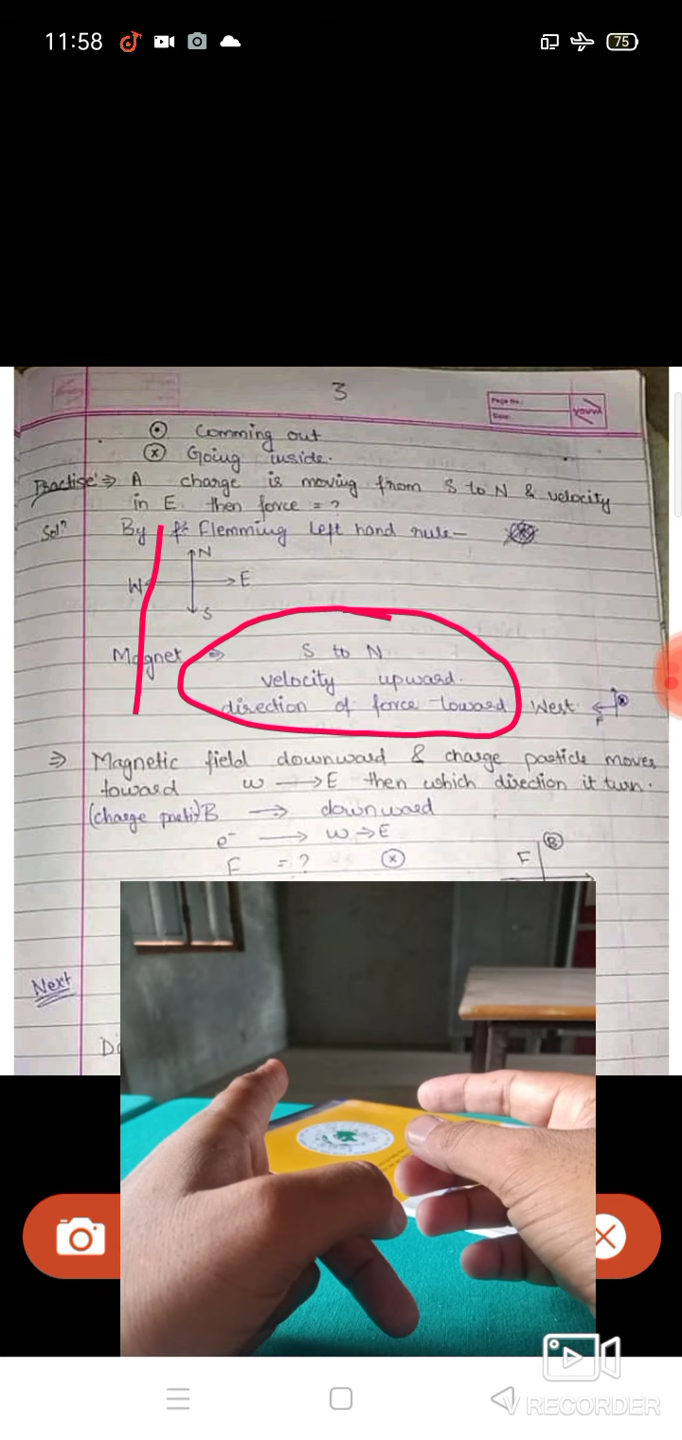 11:58
75
3
Page No.
Date
YOUVA
⊙ Comming out
ⓧ Going inside.
Practise ⇒ A charge is moving from S to N & velocity
in E then force = ?
Solⁿ By Flemming left hand rule –
N
W E
S
Magnet ⇒ S to N
velocity upward.
direction of force toward West
F
⇒ Magnetic field downward & charge particle moves
toward W → E then which direction it turn.
(charge parti) B → downward
e⁻ → W → E
F = ? ⓧ
F B
Next
RECORDER